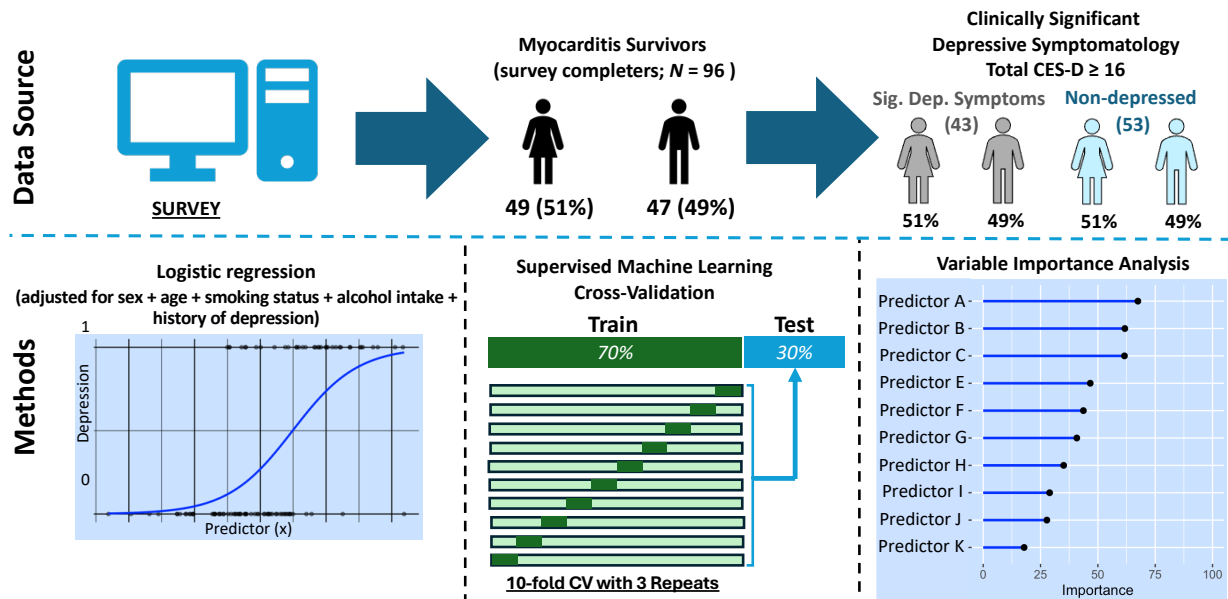 Data Source
SURVEY
Myocarditis Survivors
(survey completers; N = 96 )
49 (51%)
47 (49%)
Clinically Significant
Depressive Symptomatology
Total CES-D ≥ 16
Sig. Dep. Symptoms
(43)
Non-depressed
(53)
51%
49%
51%
49%
Methods
Logistic regression
(adjusted for sex + age + smoking status + alcohol intake +
history of depression)
1
Depression
0
Predictor (x)
Supervised Machine Learning
Cross-Validation
Train
Test
70%
30%
10-fold CV with 3 Repeats
Variable Importance Analysis
Predictor A
Predictor B
Predictor C
Predictor E
Predictor F
Predictor G
Predictor H
Predictor I
Predictor J
Predictor K
0
25
50
75
100
Importance